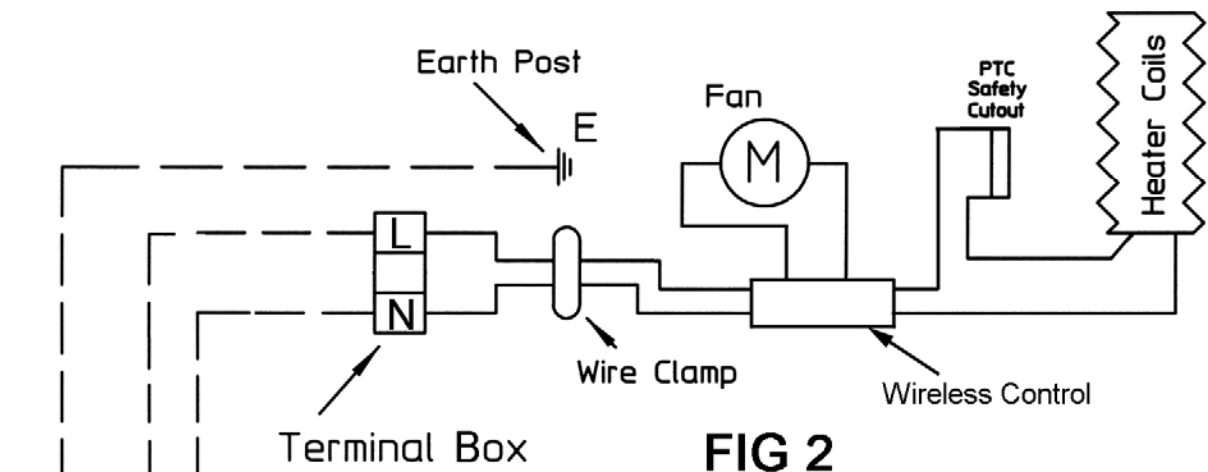 Earth Post
E
Fan
M
PTC
Safety
Cutout
Heater Coils
L
N
Wire Clamp
Wireless Control
Terminal Box
FIG 2